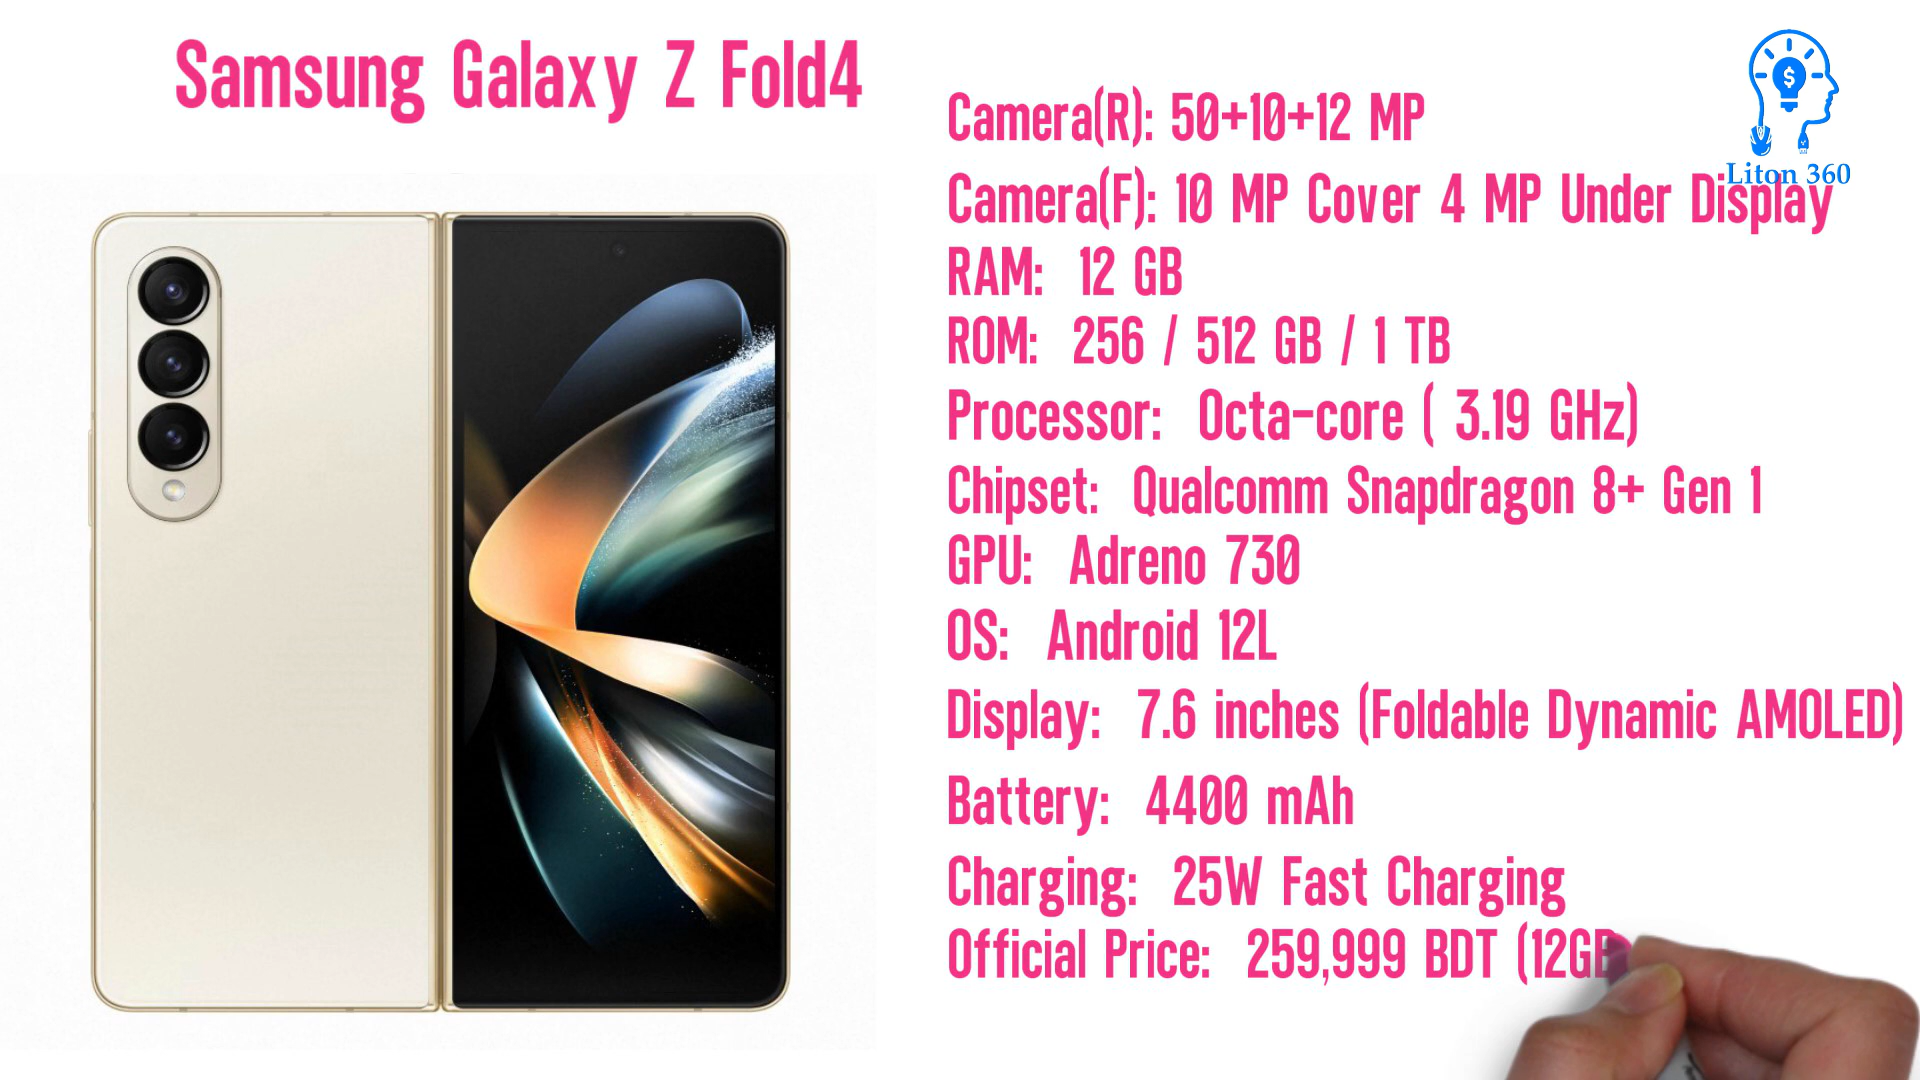 Samsung Galaxy Z Fold4
Liton 360
Camera(R): 50+10+12 MP
Camera(F): 10 MP Cover 4 MP Under Display
RAM: 12 GB
ROM: 256 / 512 GB / 1 TB
Processor: Octa-core ( 3.19 GHz)
Chipset: Qualcomm Snapdragon 8+ Gen 1
GPU: Adreno 730
OS: Android 12L
Display: 7.6 inches (Foldable Dynamic AMOLED)
Battery: 4400 mAh
Charging: 25W Fast Charging
Official Price: 259,999 BDT (12GB